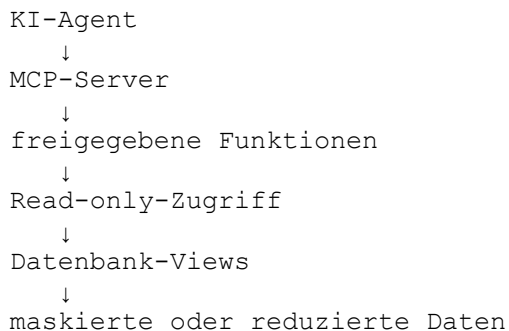 KI-Agent
↓
MCP-Server
↓
freigegebene Funktionen
↓
Read-only-Zugriff
↓
Datenbank-Views
↓
maskierte oder reduzierte Daten